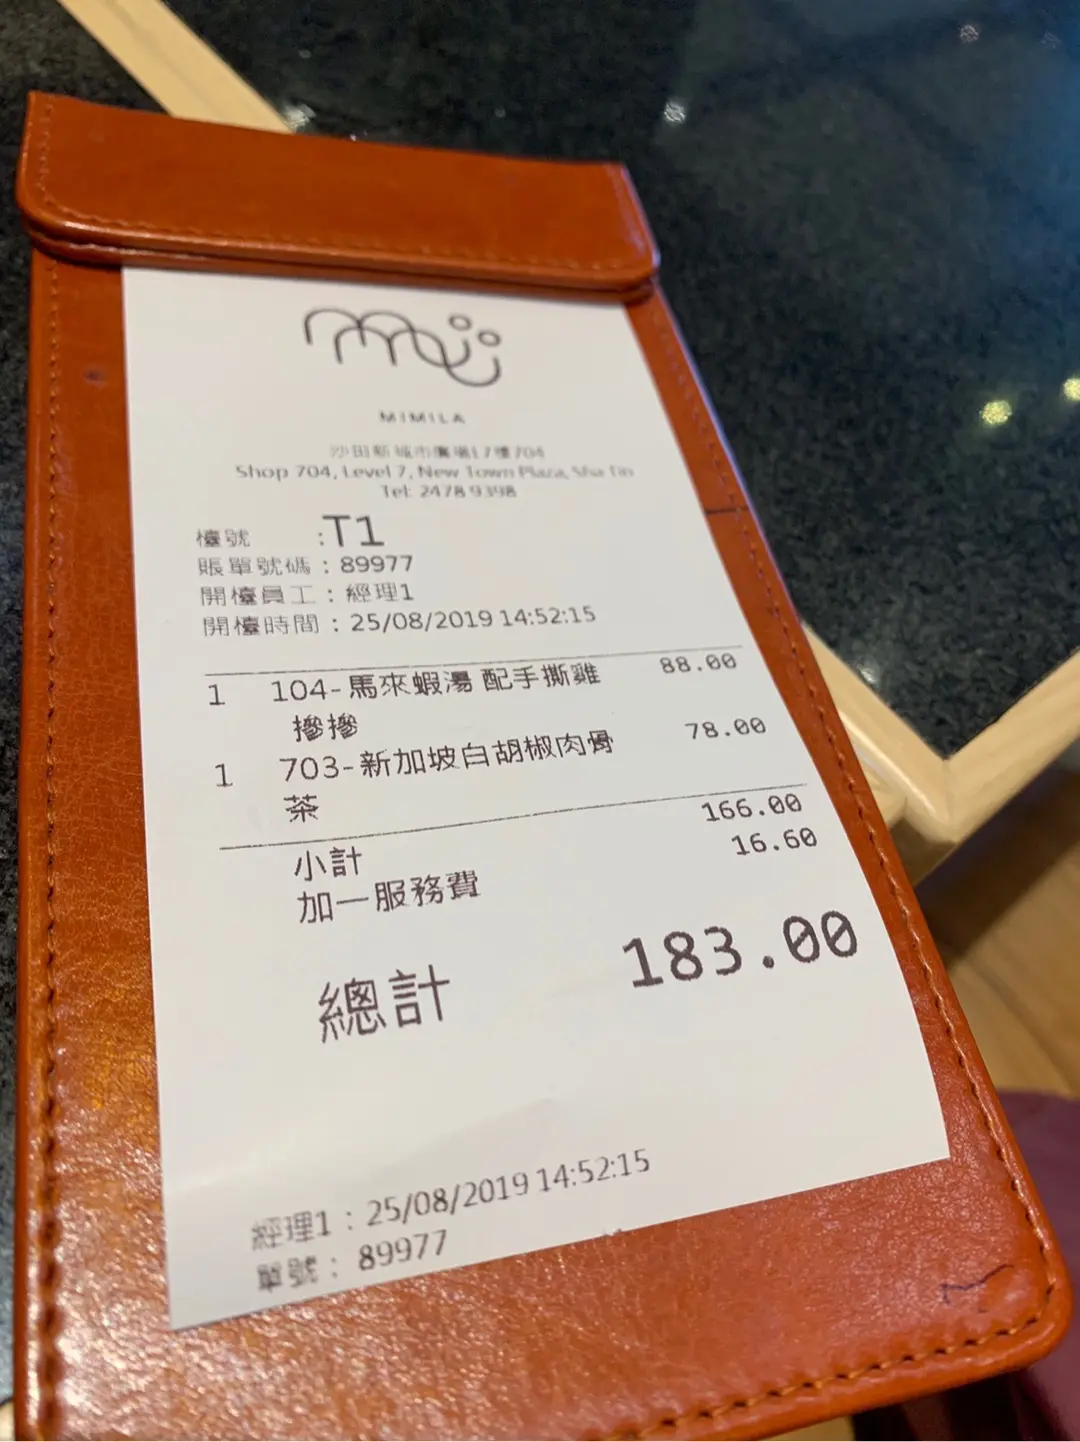 MIMILA
沙田新城市廣場L7樓704
Shop 704, Level 7, New Town Plaza, Sha Tin
Tel: 2478 9398
檯號 :T1
賬單號碼 : 89977
開檯員工 : 經理1
開檯時間 : 25/08/2019 14:52:15
1 104-馬來蝦湯 配手撕雞 88.00
摻摻
1 703-新加坡白胡椒肉骨 78.00
茶
小計 166.00
加一服務費 16.60
總計 183.00
經理1 : 25/08/2019 14:52:15
單號 : 89977